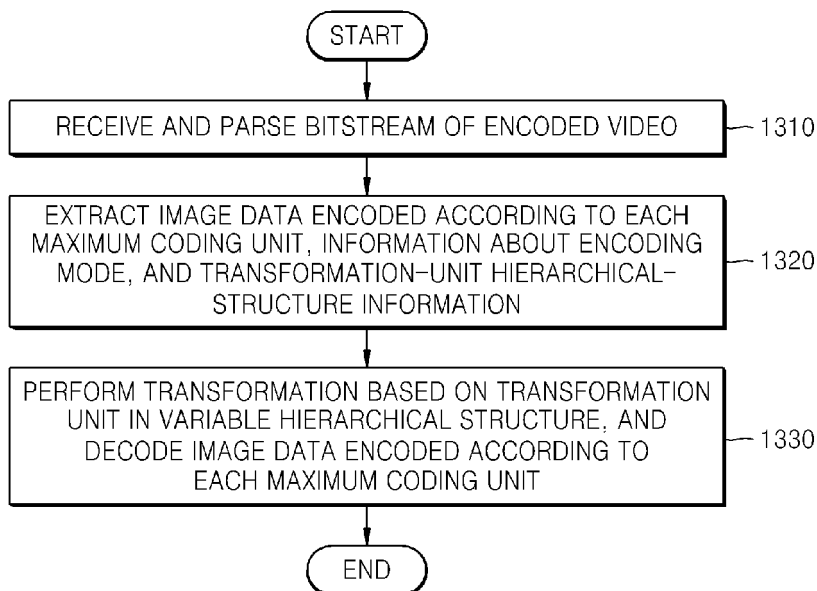 START
RECEIVE AND PARSE BITSTREAM OF ENCODED VIDEO
1310
EXTRACT IMAGE DATA ENCODED ACCORDING TO EACH
MAXIMUM CODING UNIT, INFORMATION ABOUT ENCODING
MODE, AND TRANSFORMATION-UNIT HIERARCHICAL-
STRUCTURE INFORMATION
1320
PERFORM TRANSFORMATION BASED ON TRANSFORMATION
UNIT IN VARIABLE HIERARCHICAL STRUCTURE, AND
DECODE IMAGE DATA ENCODED ACCORDING TO
EACH MAXIMUM CODING UNIT
1330
END